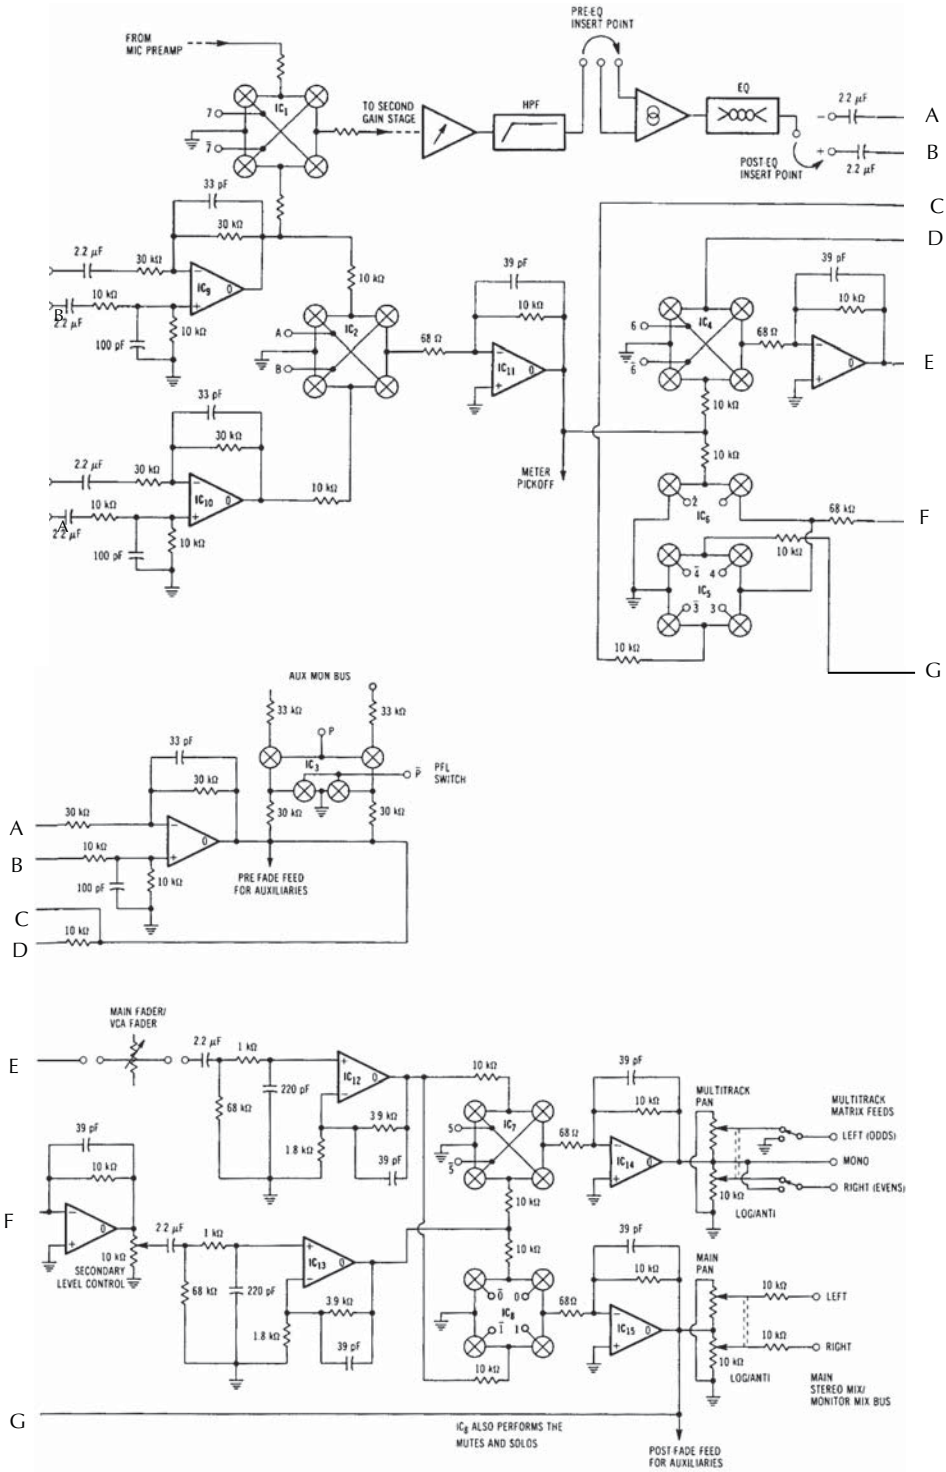 PRE-EQ
INSERT POINT
FROM
MIC PREAMP
IC1
7
7̅
TO SECOND
GAIN STAGE
HPF
EQ
2.2 µF
A
B
2.2 µF
POST-EQ
INSERT POINT
−
+
33 pF
30 kΩ
2.2 µF
30 kΩ
IC9
0
B
10 kΩ
2.2 µF
10 kΩ
100 pF
10 kΩ
IC2
A
B
68 Ω
39 pF
10 kΩ
IC11
0
METER
PICKOFF
C
D
39 pF
10 kΩ
IC4
6
6̅
68 Ω
0
E
10 kΩ
10 kΩ
2̅
2
IC6
68 kΩ
F
10 kΩ
4̅
4
IC5
3̅
3
10 kΩ
G
33 pF
30 kΩ
2.2 µF
30 kΩ
IC10
0
10 kΩ
A
2.2 µF
10 kΩ
10 kΩ
100 pF
AUX MON BUS
33 kΩ
33 kΩ
P
IC3
P̅
PFL
SWITCH
33 pF
30 kΩ
30 kΩ
30 kΩ
A
30 kΩ
0
B
10 kΩ
100 pF
10 kΩ
PRE FADE FEED
FOR AUXILIARIES
C
D
10 kΩ
MAIN FADER/
VCA FADER
E
2.2 µF
1 kΩ
IC12
0
220 pF
68 kΩ
3.9 kΩ
1.8 kΩ
39 pF
10 kΩ
IC7
5
5̅
68 Ω
39 pF
10 kΩ
IC14
0
MULTITRACK
PAN
MULTITRACK
MATRIX FEEDS
LEFT (ODDS)
MONO
RIGHT (EVENS)
10 kΩ
LOG/ANTI
39 pF
10 kΩ
F
0
10 kΩ
SECONDARY
LEVEL CONTROL
2.2 µF
1 kΩ
IC13
0
68 kΩ
220 pF
3.9 kΩ
1.8 kΩ
39 pF
10 kΩ
10 kΩ
0̅
0
IC8
1̅
1
10 kΩ
68Ω
39 pF
10 kΩ
IC15
0
MAIN
PAN
10 kΩ
LEFT
10 kΩ
RIGHT
10 kΩ
LOG/ANTI
MAIN
STEREO MIX/
MONITOR MIX BUS
G
IC8 ALSO PERFORMS THE
MUTES AND SOLOS
POST-FADE FEED
FOR AUXILIARIES